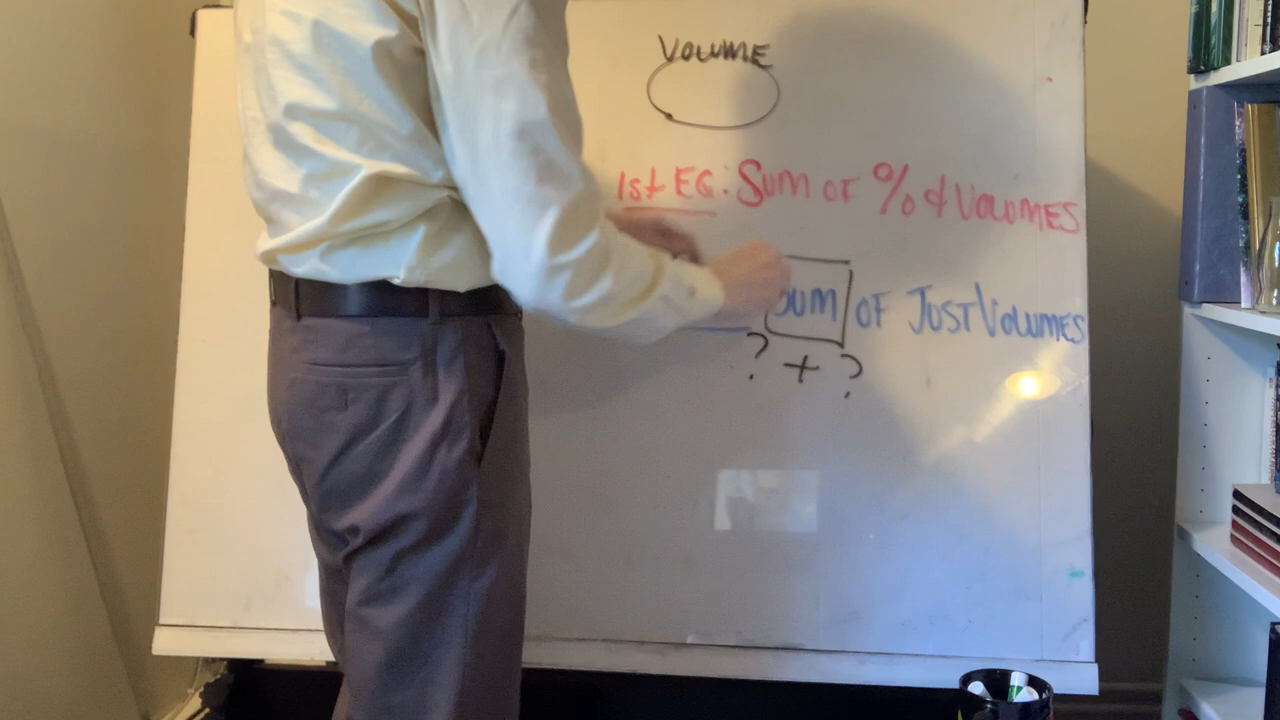 VOLUME
1st EG: SUM OF % & VOLUMES
SUM OF JUST VOLUMES
? + ?